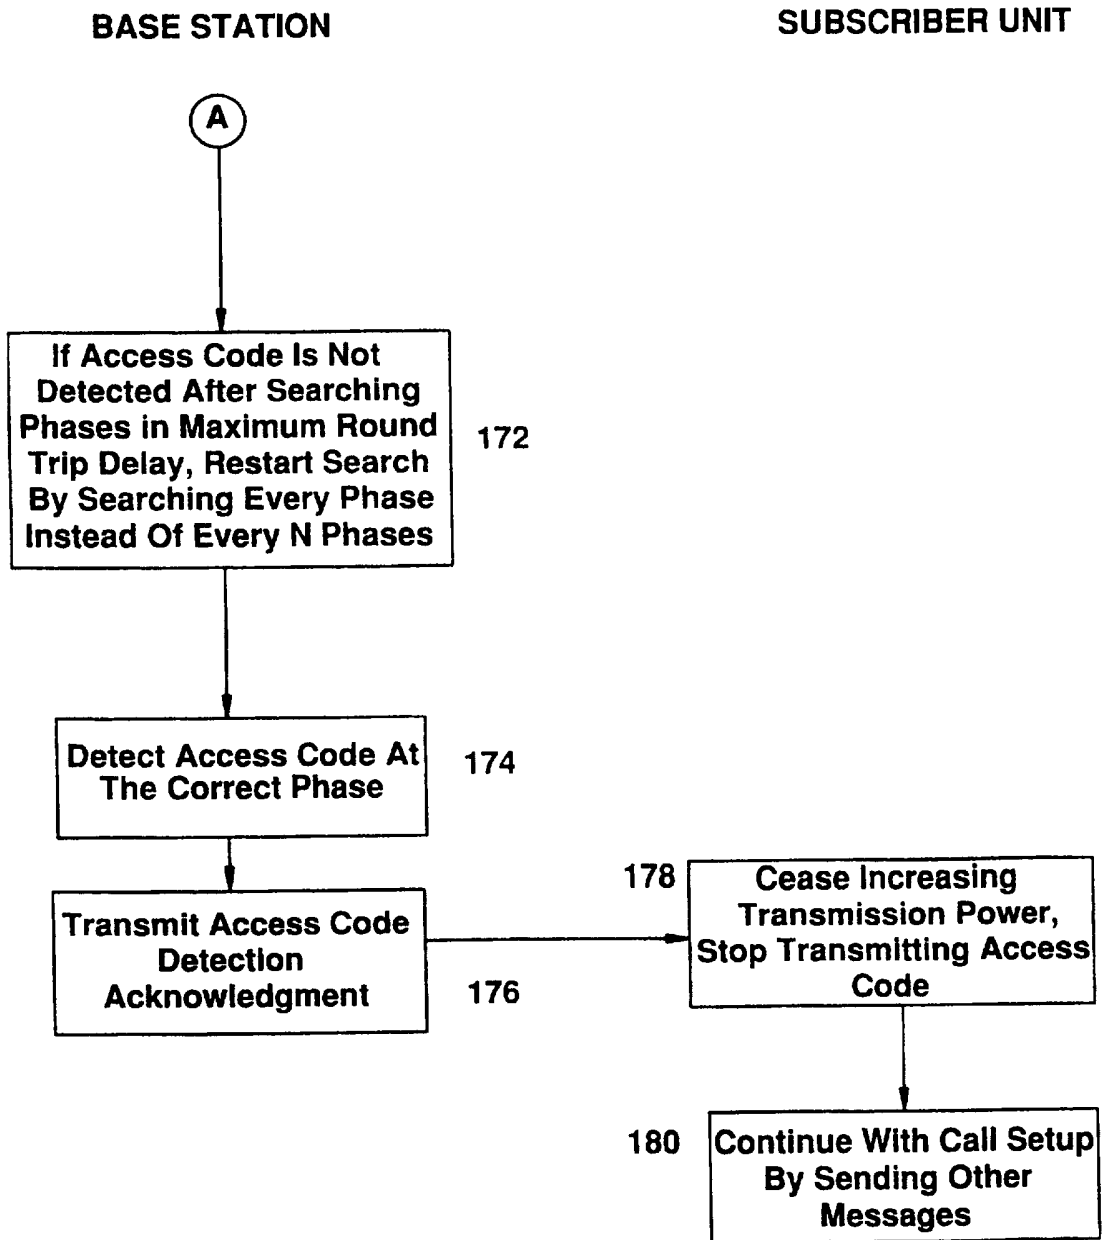 BASE STATION
SUBSCRIBER UNIT
A
If Access Code Is Not
Detected After Searching
Phases in Maximum Round
Trip Delay, Restart Search
By Searching Every Phase
Instead Of Every N Phases
172
Detect Access Code At
The Correct Phase
174
Transmit Access Code
Detection
Acknowledgment
176
178
Cease Increasing
Transmission Power,
Stop Transmitting Access
Code
180
Continue With Call Setup
By Sending Other
Messages